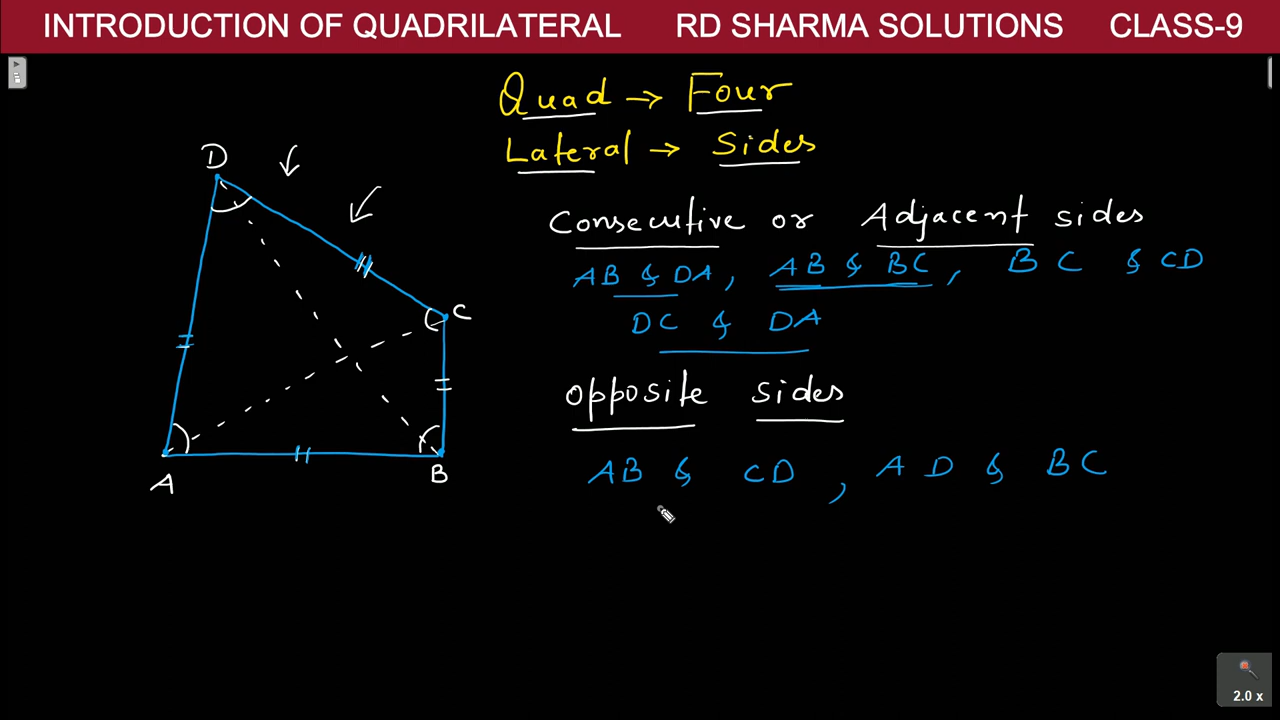 INTRODUCTION OF QUADRILATERAL RD SHARMA SOLUTIONS CLASS-9
Quad → Four
Lateral → Sides
Consecutive or Adjacent sides
AB & DA, AB & BC, BC & CD
DC & DA
Opposite sides
AB & CD, AD & BC
D
C
A
B
2.0 x